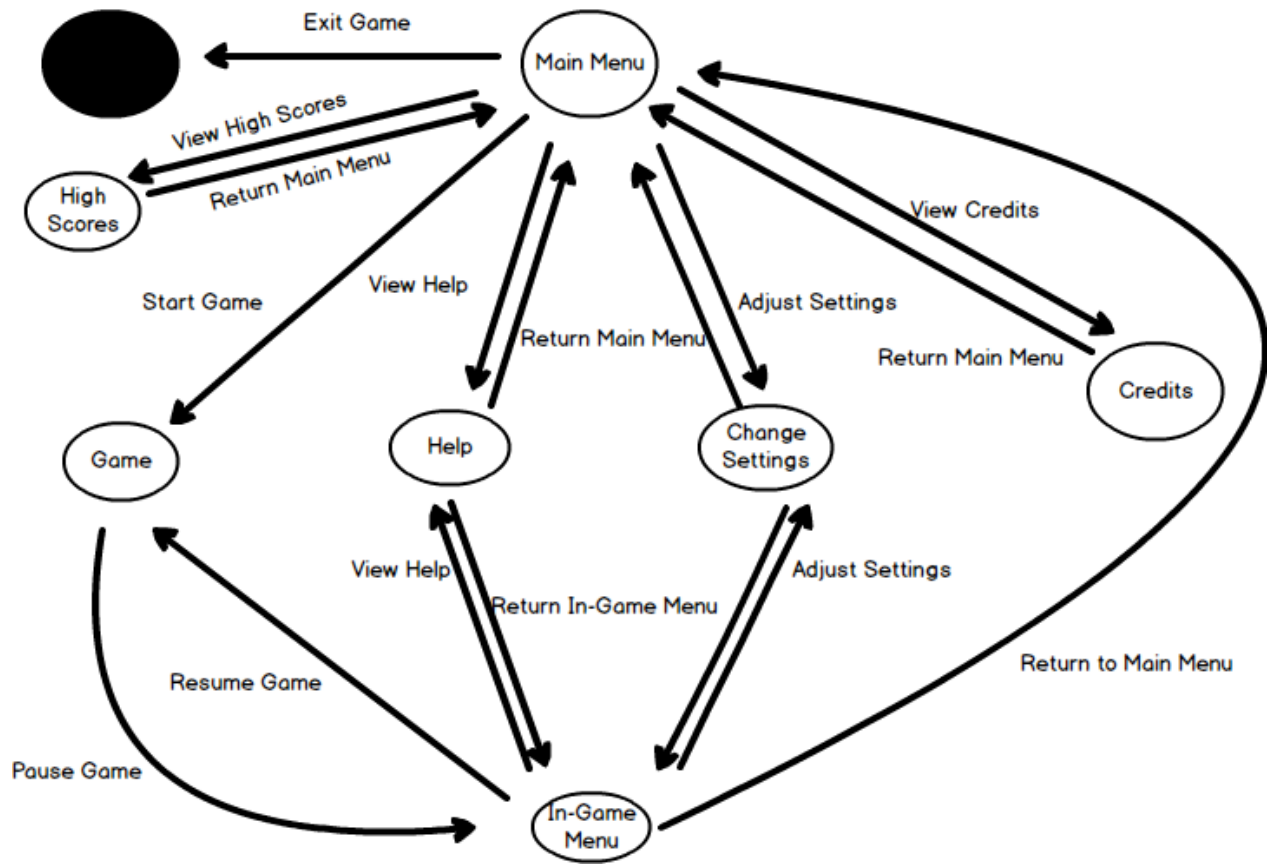 Exit Game
Main Menu
View High Scores
Return Main Menu
High
Scores
View Credits
Start Game
View Help
Adjust Settings
Return Main Menu
Return Main Menu
Credits
Game
Help
Change
Settings
View Help
Adjust Settings
Return In-Game Menu
Resume Game
Return to Main Menu
Pause Game
In-Game
Menu